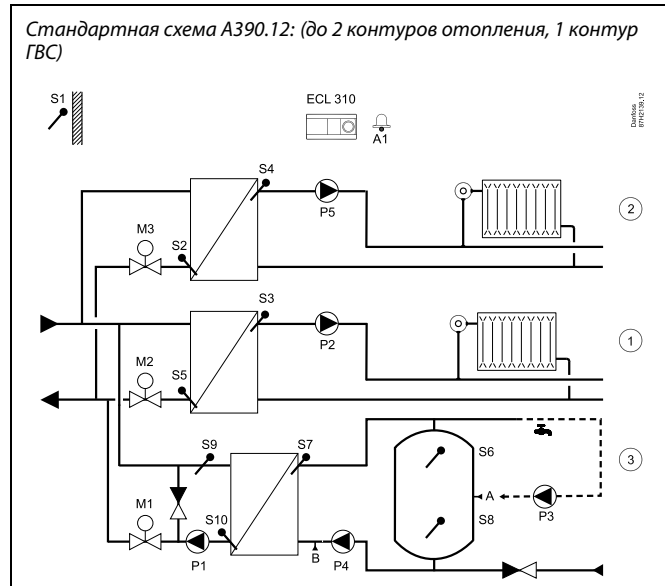 Стандартная схема A390.12: (до 2 контуров отопления, 1 контур
ГВС)
S1
ECL 310
A1
Danfoss
87H2139.12
S4
P5
2
M3
S2
S3
P2
1
M2
S5
S9
S7
S6
3
A
P3
S8
M1
S10
P1
B
P4